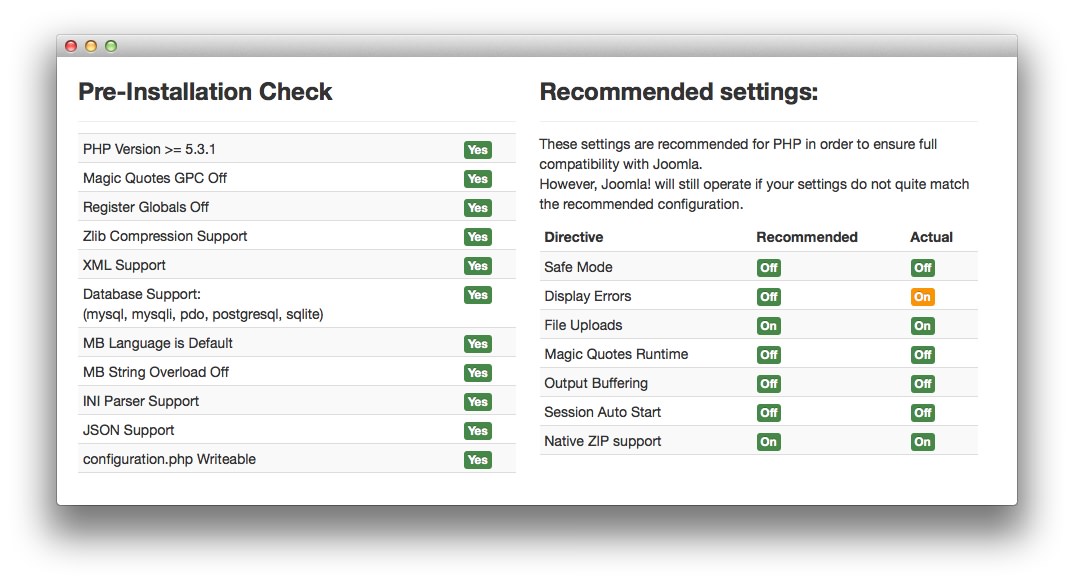 Pre-Installation Check
PHP Version >= 5.3.1 Yes
Magic Quotes GPC Off Yes
Register Globals Off Yes
Zlib Compression Support Yes
XML Support Yes
Database Support: Yes
(mysql, mysqli, pdo, postgresql, sqlite)
MB Language is Default Yes
MB String Overload Off Yes
INI Parser Support Yes
JSON Support Yes
configuration.php Writeable Yes
Recommended settings:
These settings are recommended for PHP in order to ensure full
compatibility with Joomla.
However, Joomla! will still operate if your settings do not quite match
the recommended configuration.
Directive Recommended Actual
Safe Mode Off Off
Display Errors Off On
File Uploads On On
Magic Quotes Runtime Off Off
Output Buffering Off Off
Session Auto Start Off Off
Native ZIP support On On